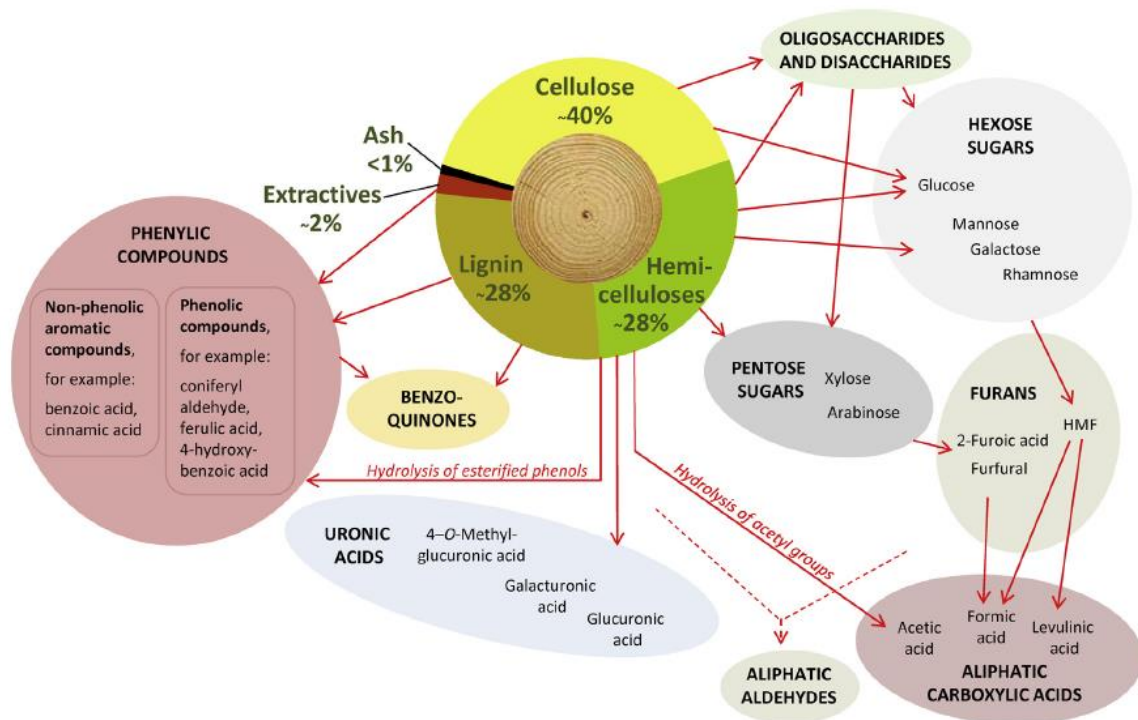 OLIGOSACCHARIDES
AND DISACCHARIDES
Cellulose
~40%
Ash
<1%
Extractives
~2%
Lignin
~28%
Hemi-
celluloses
~28%
HEXOSE
SUGARS
Glucose
Mannose
Galactose
Rhamnose
PHENYLIC
COMPOUNDS
Non-phenolic
aromatic
compounds,
for example:
benzoic acid,
cinnamic acid
Phenolic
compounds,
for example:
coniferyl
aldehyde,
ferulic acid,
4-hydroxy-
benzoic acid
BENZO-
QUINONES
PENTOSE
SUGARS
Xylose
Arabinose
FURANS
HMF
2-Furoic acid
Furfural
Hydrolysis of esterified phenols
Hydrolysis of acetyl groups
URONIC
ACIDS
4–O-Methyl-
glucuronic acid
Galacturonic
acid
Glucuronic
acid
ALIPHATIC
ALDEHYDES
Acetic
acid
Formic
acid
Levulinic
acid
ALIPHATIC
CARBOXYLIC ACIDS